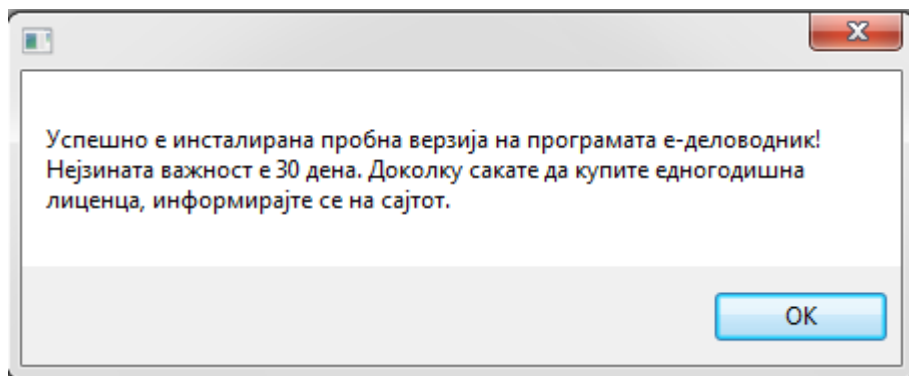 Успешно е инсталирана пробна верзија на програмата е-деловодник!
Нејзината важност е 30 дена. Доколку сакате да купите едногодишна
лиценца, информирајте се на сајтот.
OK